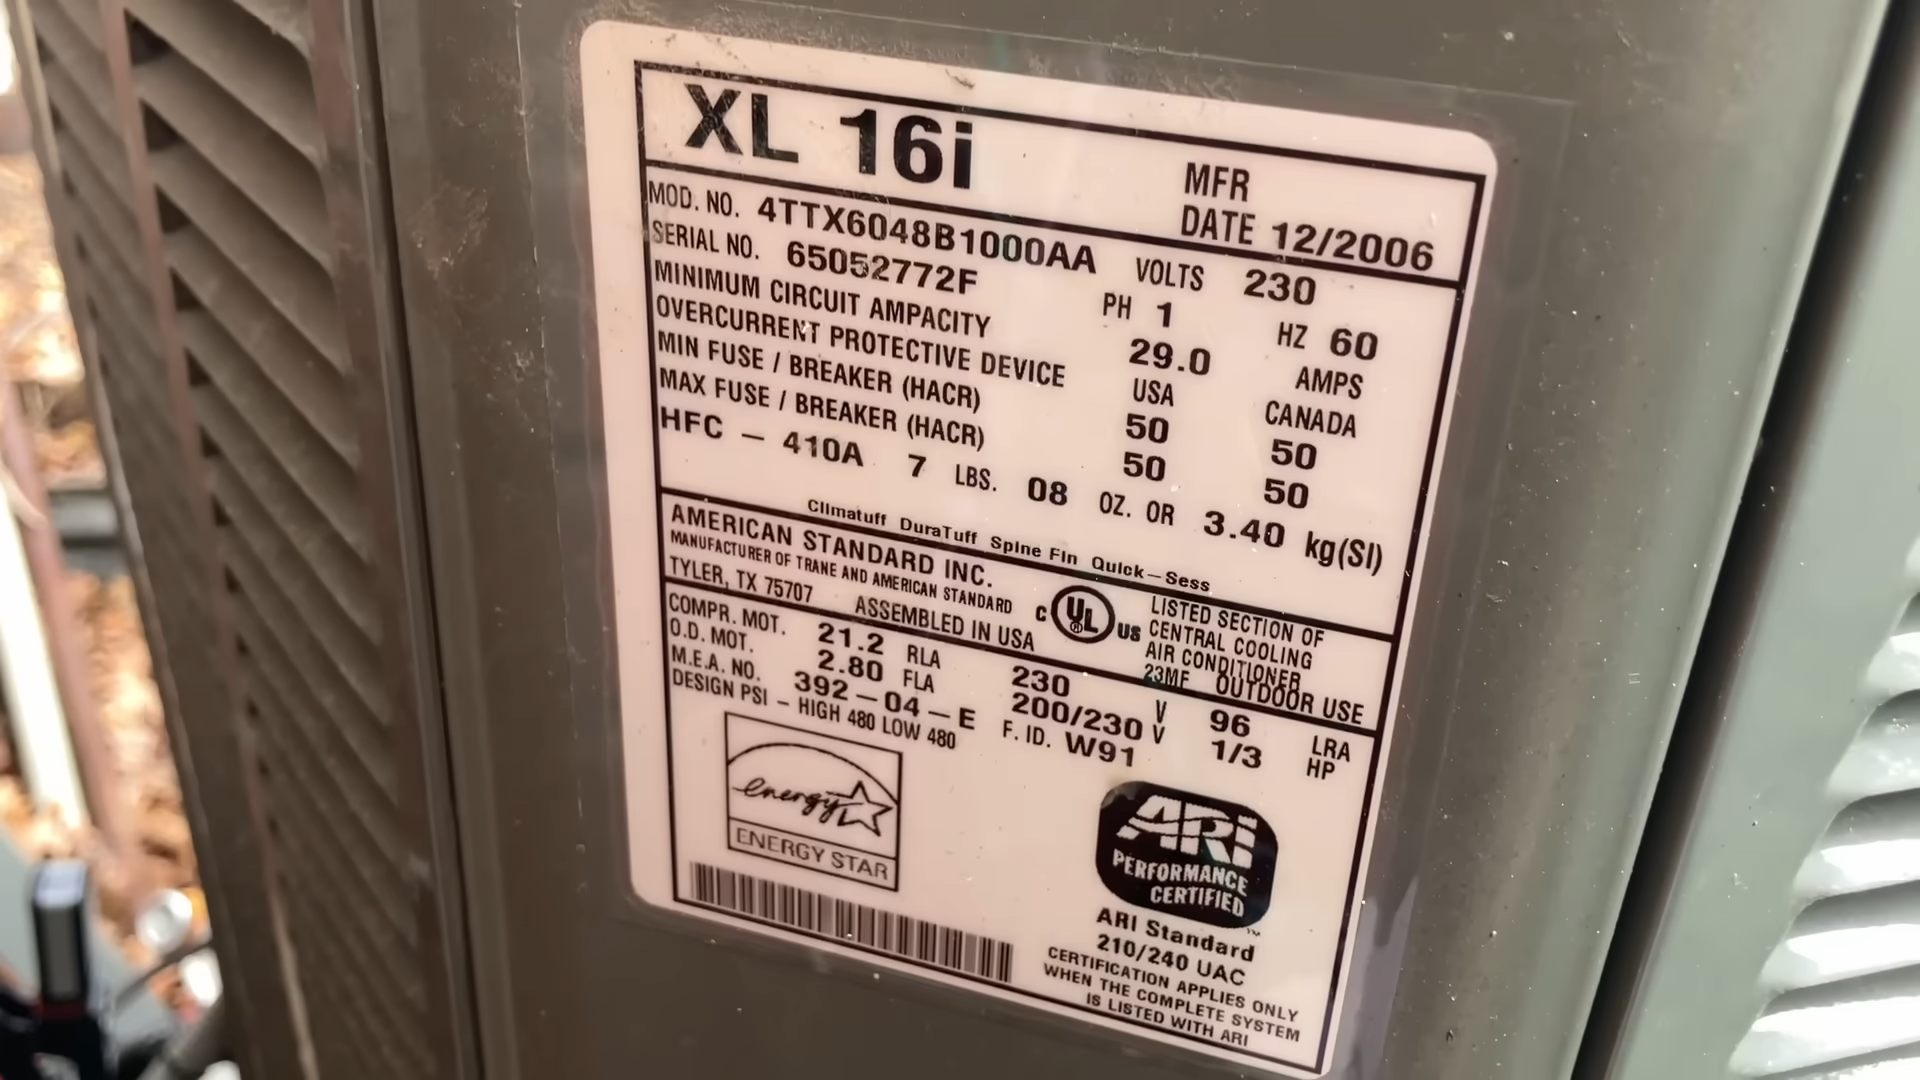 XL 16i
MFR
DATE 12/2006
MOD. NO. 4TTX6048B1000AA VOLTS 230
SERIAL NO. 65052772F PH 1 HZ 60
MINIMUM CIRCUIT AMPACITY 29.0 AMPS
OVERCURRENT PROTECTIVE DEVICE USA CANADA
MIN FUSE / BREAKER (HACR) 50 50
MAX FUSE / BREAKER (HACR) 50 50
HFC - 410A 7 LBS. 08 OZ. OR 3.40 kg(SI)
Climatuff DuraTuff Spine Fin Quick-Sess
AMERICAN STANDARD INC.
MANUFACTURER OF TRANE AND AMERICAN STANDARD
TYLER, TX 75707 ASSEMBLED IN USA
C UL ® US
LISTED SECTION OF
CENTRAL COOLING
AIR CONDITIONER
23MF OUTDOOR USE
COMPR. MOT. 21.2 RLA 230 V 96 LRA
O.D. MOT. 2.80 FLA 200/230 V 1/3 HP
M.E.A. NO. 392-04-E F. ID. W91
DESIGN PSI - HIGH 480 LOW 480
energy
ENERGY STAR
ARI
PERFORMANCE
CERTIFIED
TM
ARI Standard
210/240 UAC
CERTIFICATION APPLIES ONLY
WHEN THE COMPLETE SYSTEM
IS LISTED WITH ARI